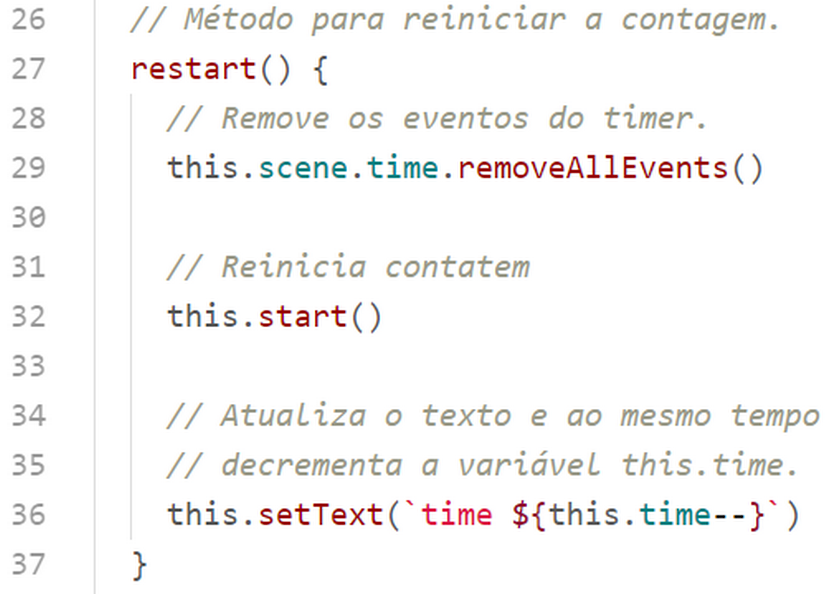 26 // Método para reiniciar a contagem.
27 restart() {
28 // Remove os eventos do timer.
29 this.scene.time.removeAllEvents()
30
31 // Reinicia contatem
32 this.start()
33
34 // Atualiza o texto e ao mesmo tempo
35 // decrementa a variável this.time.
36 this.setText(`time ${this.time--}`)
37 }